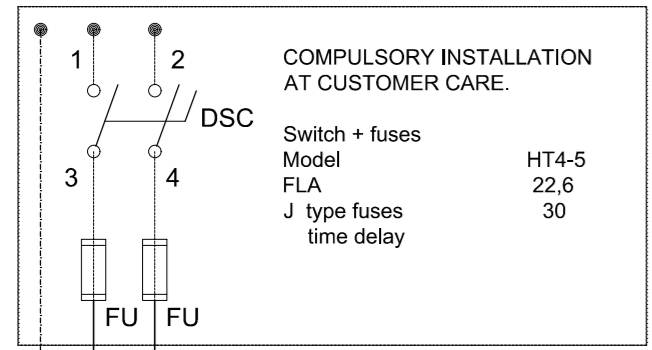 1 2
COMPULSORY INSTALLATION
AT CUSTOMER CARE.
DSC
Switch + fuses
Model HT4-5
3 4
FLA 22,6
J type fuses 30
time delay
FU FU